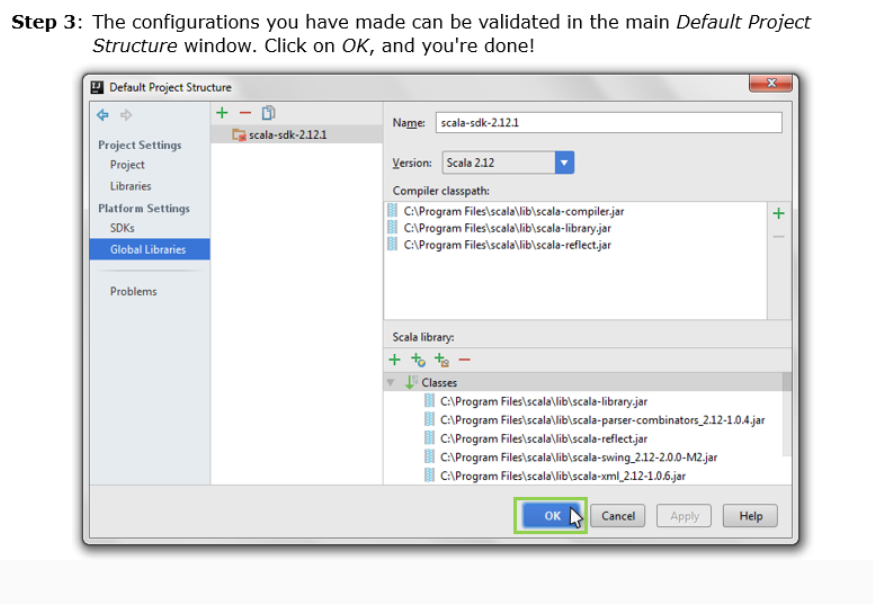 Step 3: The configurations you have made can be validated in the main Default Project
Structure window. Click on OK, and you're done!
Default Project Structure
Project Settings
Project
Libraries
Platform Settings
SDKs
Global Libraries
Problems
scala-sdk-2.12.1
Name: scala-sdk-2.12.1
Version: Scala 2.12
Compiler classpath:
C:\Program Files\scala\lib\scala-compiler.jar
C:\Program Files\scala\lib\scala-library.jar
C:\Program Files\scala\lib\scala-reflect.jar
Scala library:
Classes
C:\Program Files\scala\lib\scala-library.jar
C:\Program Files\scala\lib\scala-parser-combinators_2.12-1.0.4.jar
C:\Program Files\scala\lib\scala-reflect.jar
C:\Program Files\scala\lib\scala-swing_2.12-2.0.0-M2.jar
C:\Program Files\scala\lib\scala-xml_2.12-1.0.6.jar
OK Cancel Apply Help